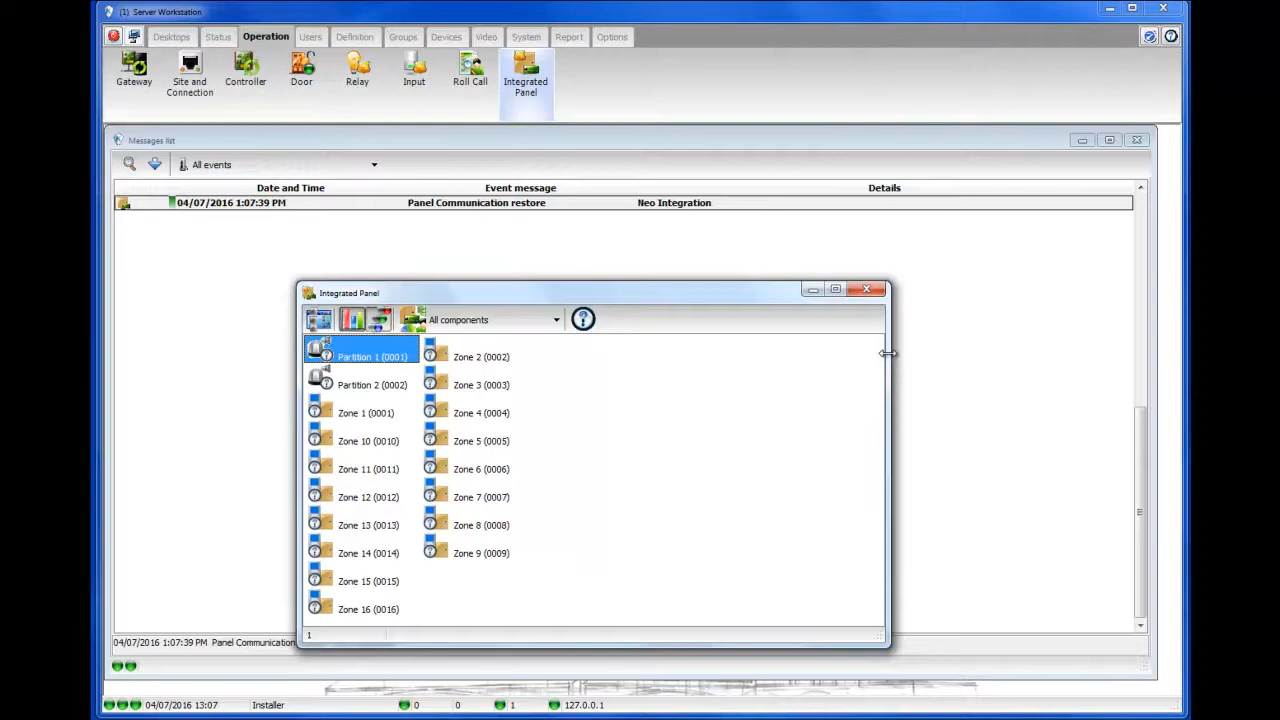 (1) Server Workstation
Desktops Status Operation Users Definition Groups Devices Video System Report Options
Gateway Site and Connection Controller Door Relay Input Roll Call Integrated Panel
Messages list
All events
Date and Time Event message Details
04/07/2016 1:07:39 PM Panel Communication restore Neo Integration
Integrated Panel
All components
Partition 1 (0001) Zone 2 (0002)
Partition 2 (0002) Zone 3 (0003)
Zone 1 (0001) Zone 4 (0004)
Zone 10 (0010) Zone 5 (0005)
Zone 11 (0011) Zone 6 (0006)
Zone 12 (0012) Zone 7 (0007)
Zone 13 (0013) Zone 8 (0008)
Zone 14 (0014) Zone 9 (0009)
Zone 15 (0015)
Zone 16 (0016)
1
04/07/2016 1:07:39 PM Panel Communication
04/07/2016 13:07 Installer 0 0 1 127.0.0.1